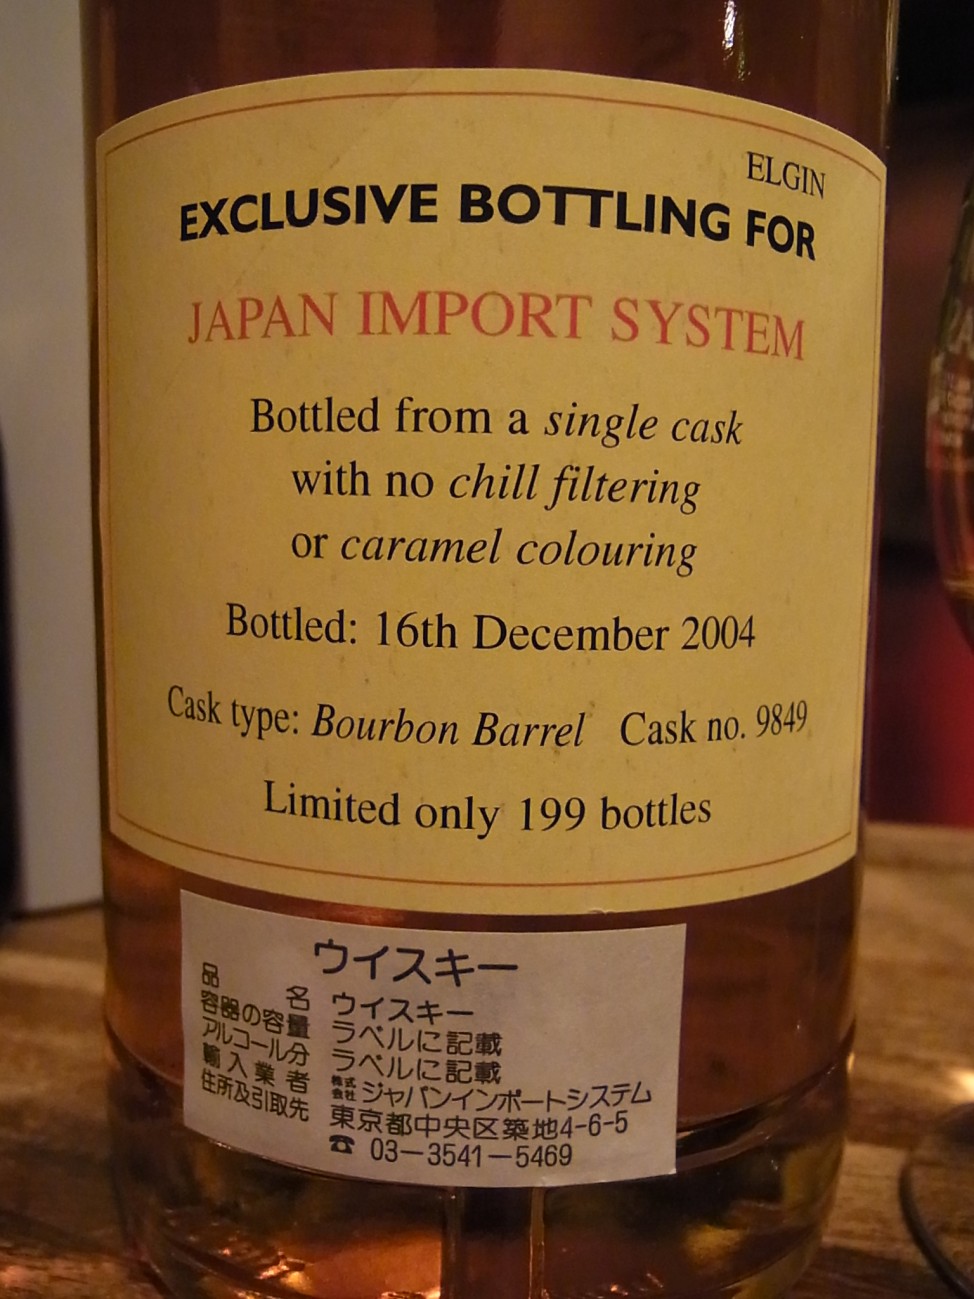 ELGIN
EXCLUSIVE BOTTLING FOR
JAPAN IMPORT SYSTEM
Bottled from a single cask
with no chill filtering
or caramel colouring
Bottled: 16th December 2004
Cask type: Bourbon Barrel Cask no. 9849
Limited only 199 bottles
ウイスキー
品名 ウイスキー
容器の容量 ラベルに記載
アルコール分 ラベルに記載
輸入業者 株式会社 ジャパンインポートシステム
住所及引取先 東京都中央区築地4-6-5
☎ 03-3541-5469